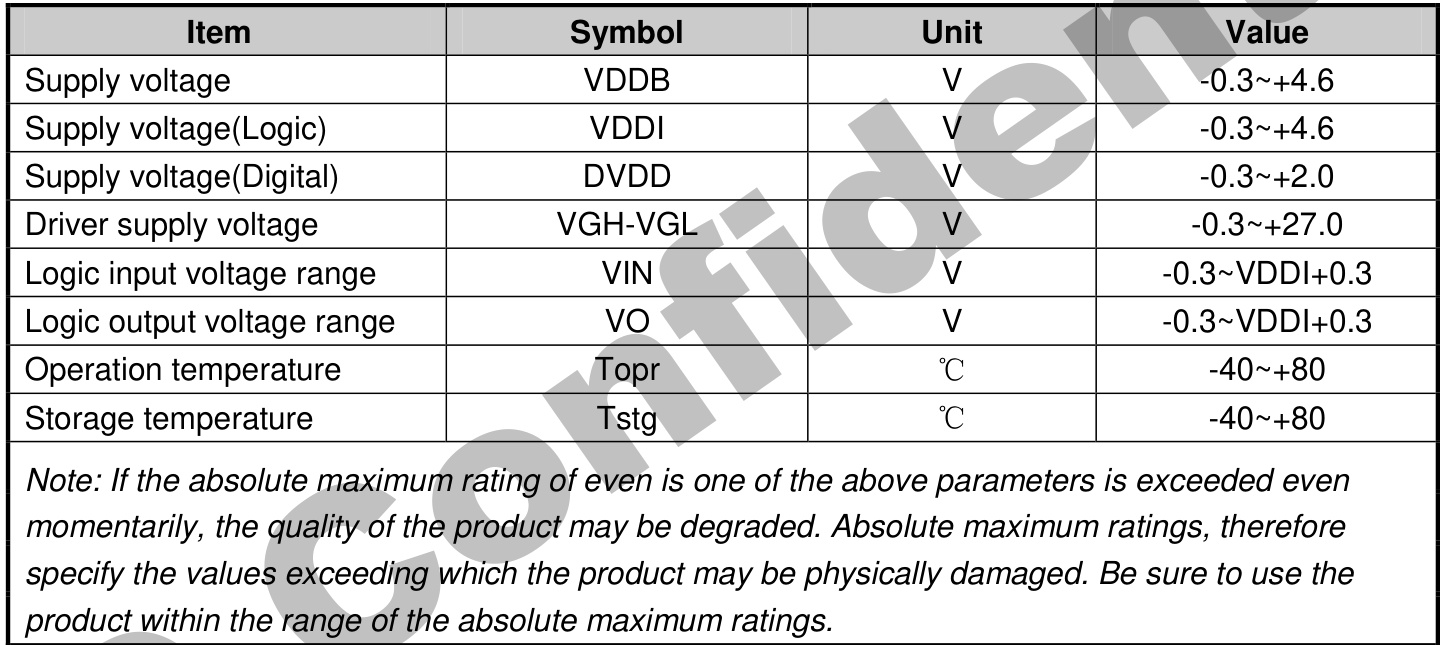 Item Symbol Unit Value
Supply voltage VDDB V -0.3~+4.6
Supply voltage(Logic) VDDI V -0.3~+4.6
Supply voltage(Digital) DVDD V -0.3~+2.0
Driver supply voltage VGH-VGL V -0.3~+27.0
Logic input voltage range VIN V -0.3~VDDI+0.3
Logic output voltage range VO V -0.3~VDDI+0.3
Operation temperature Topr ℃ -40~+80
Storage temperature Tstg ℃ -40~+80
Note: If the absolute maximum rating of even is one of the above parameters is exceeded even
momentarily, the quality of the product may be degraded. Absolute maximum ratings, therefore
specify the values exceeding which the product may be physically damaged. Be sure to use the
product within the range of the absolute maximum ratings.